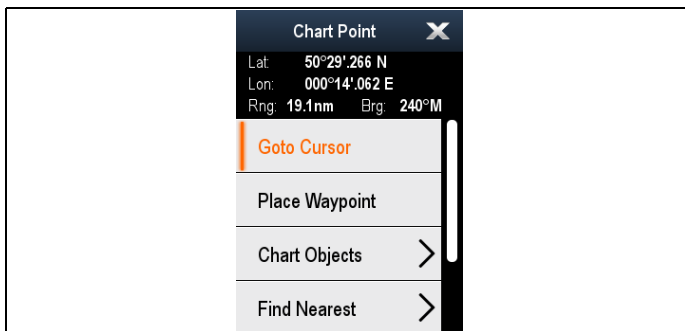 Chart Point X
Lat: 50°29'.266 N
Lon: 000°14'.062 E
Rng: 19.1nm Brg: 240°M
Goto Cursor
Place Waypoint
Chart Objects
Find Nearest